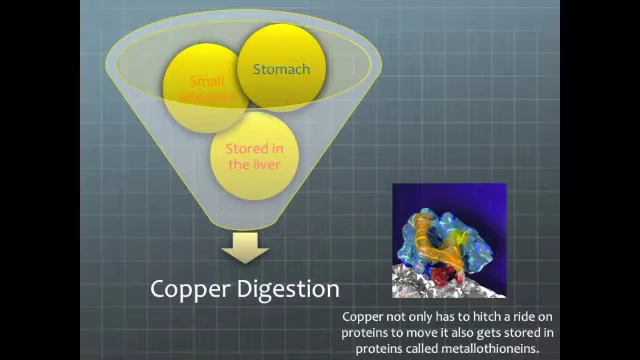 Stomach
Small
Stored in
the liver
Copper Digestion
Copper not only has to hitch a ride on
proteins to move it also gets stored in
proteins called metallothioneins.